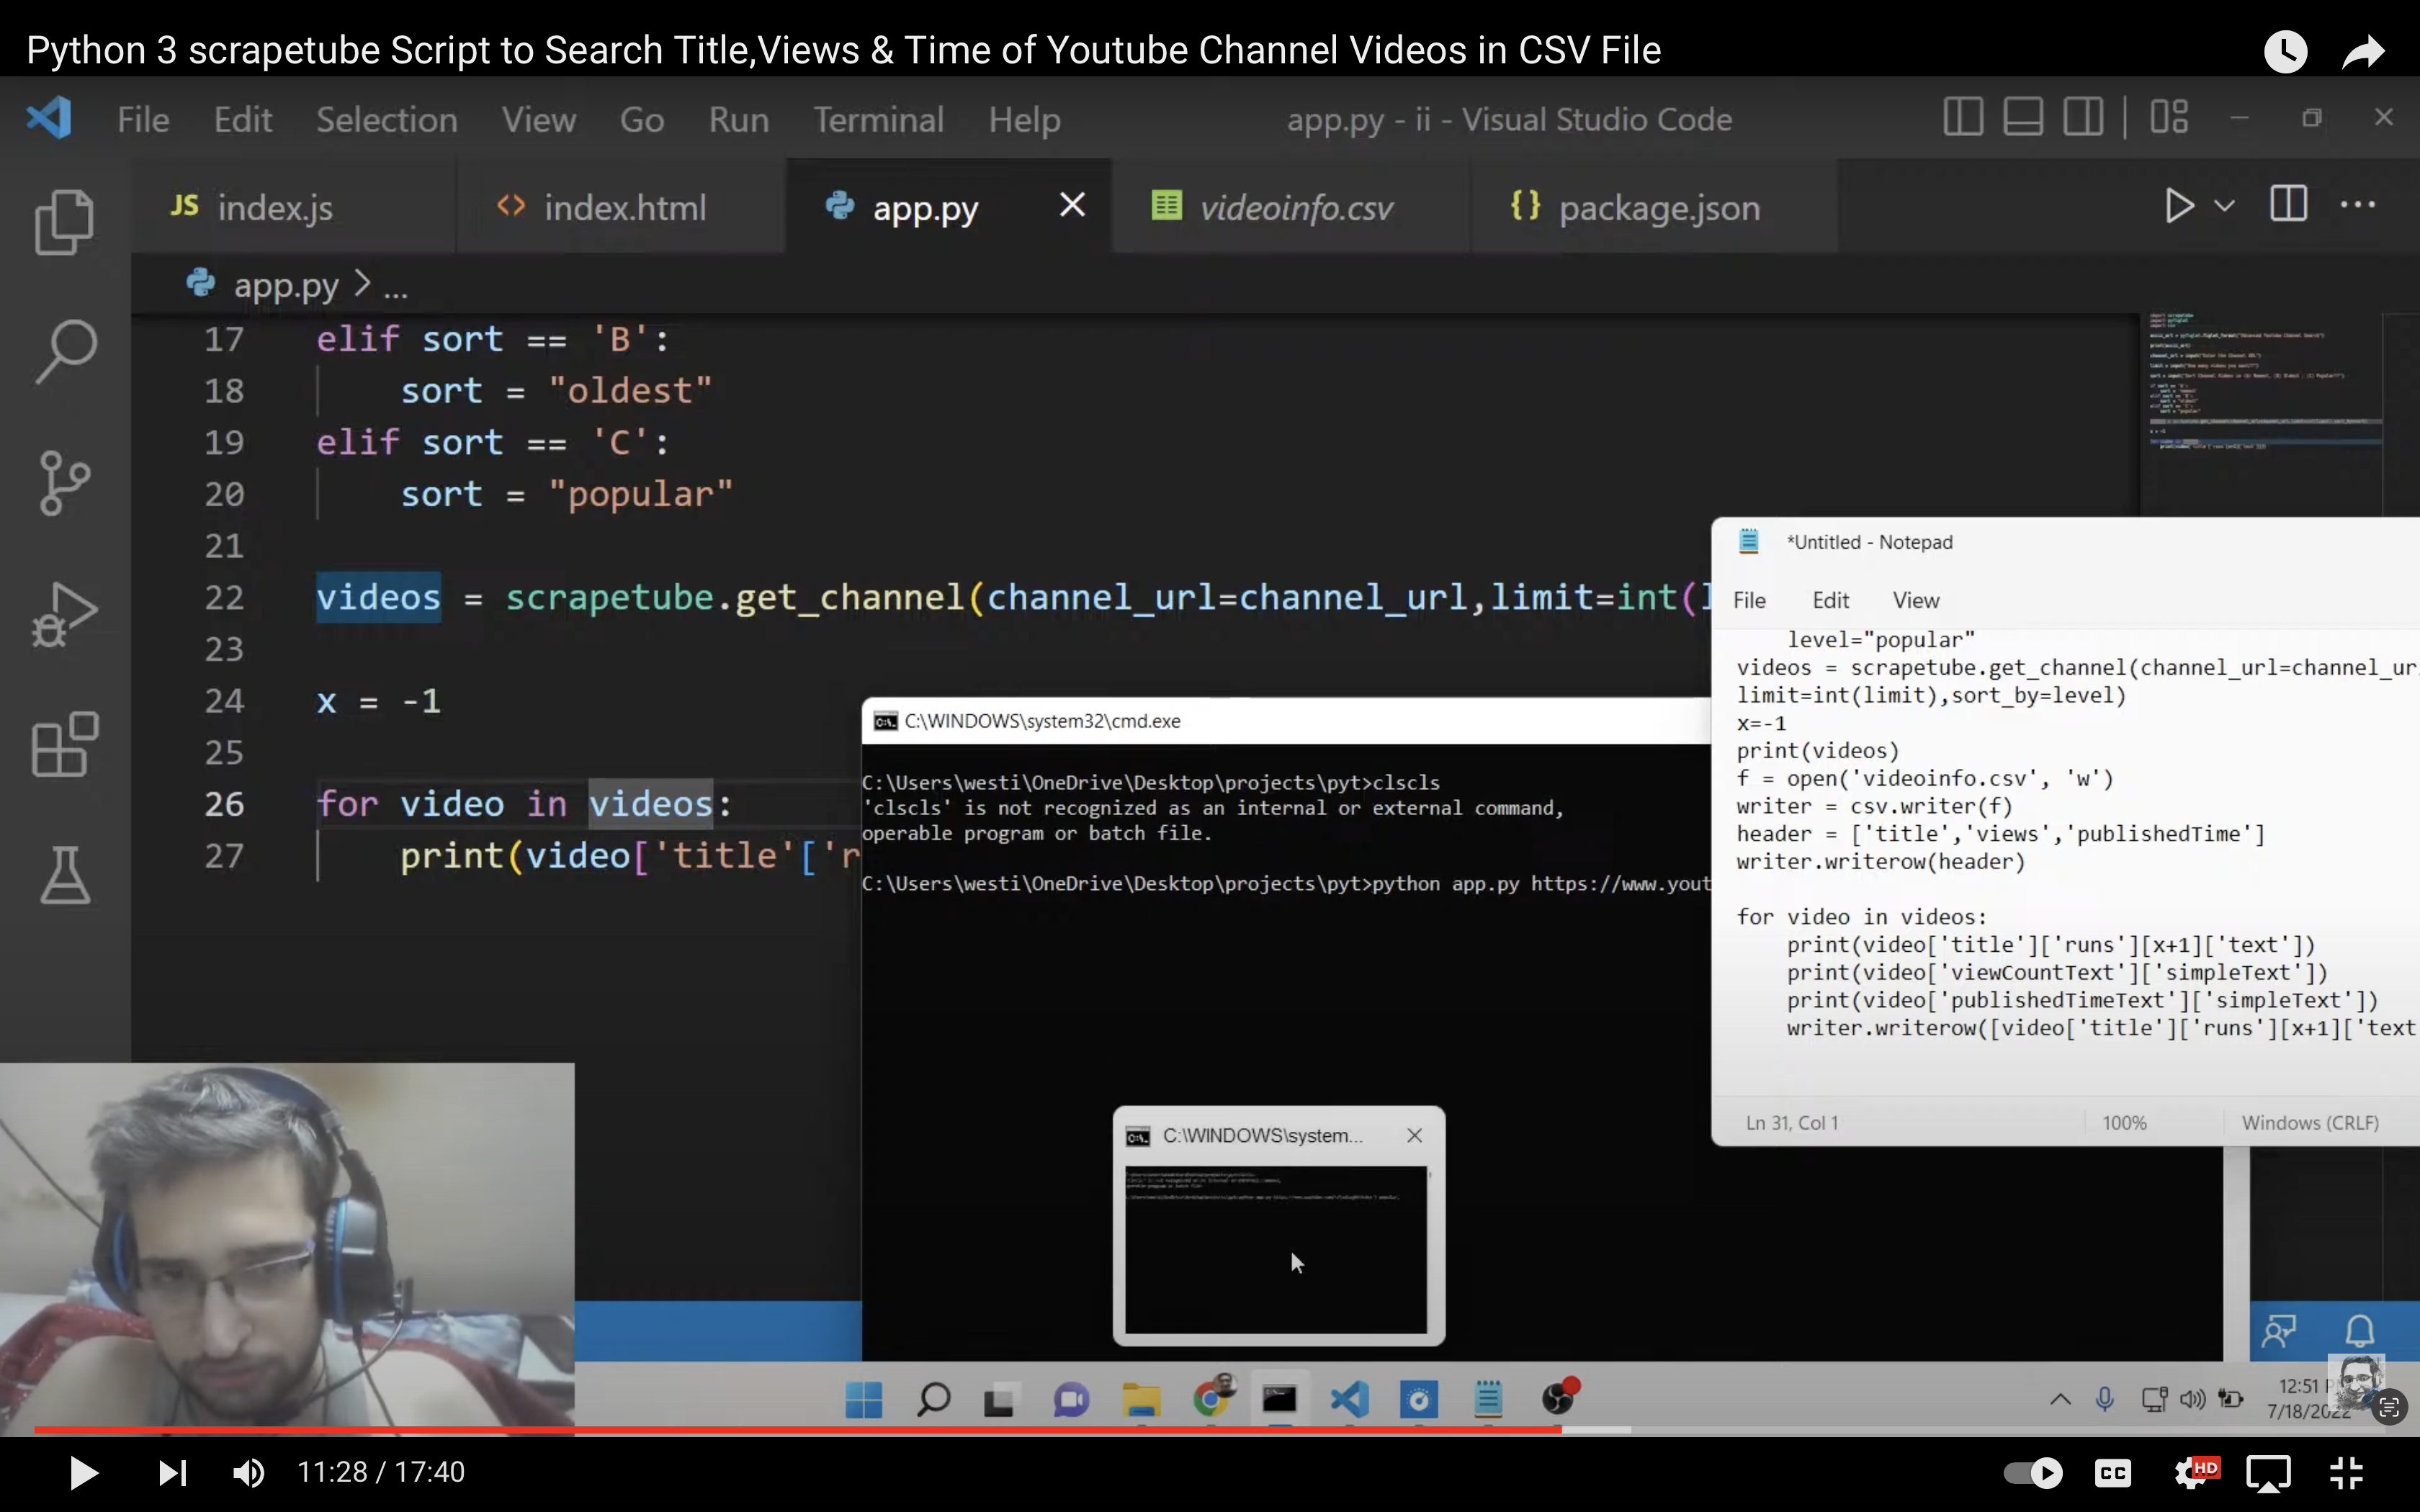 Python 3 scrapetube Script to Search Title,Views & Time of Youtube Channel Videos in CSV File
File Edit Selection View Go Run Terminal Help app.py - ii - Visual Studio Code
JS index.js <> index.html app.py videoinfo.csv {} package.json
app.py > ...
17 elif sort == 'B':
18 sort = "oldest"
19 elif sort == 'C':
20 sort = "popular"
21
22 videos = scrapetube.get_channel(channel_url=channel_url,limit=int(l
23
24 x = -1
25
26 for video in videos:
27 print(video['title'['r
C:\WINDOWS\system32\cmd.exe
C:\Users\westi\OneDrive\Desktop\projects\pyt>clscls
'clscls' is not recognized as an internal or external command,
operable program or batch file.
C:\Users\westi\OneDrive\Desktop\projects\pyt>python app.py https://www.yout
*Untitled - Notepad
File Edit View
level="popular"
videos = scrapetube.get_channel(channel_url=channel_ur
limit=int(limit),sort_by=level)
x=-1
print(videos)
f = open('videoinfo.csv', 'w')
writer = csv.writer(f)
header = ['title','views','publishedTime']
writer.writerow(header)
for video in videos:
print(video['title']['runs'][x+1]['text'])
print(video['viewCountText']['simpleText'])
print(video['publishedTimeText']['simpleText'])
writer.writerow([video['title']['runs'][x+1]['text
Ln 31, Col 1 100% Windows (CRLF)
C:\WINDOWS\system...
12:51
7/18/2022
11:28 / 17:40
CC HD